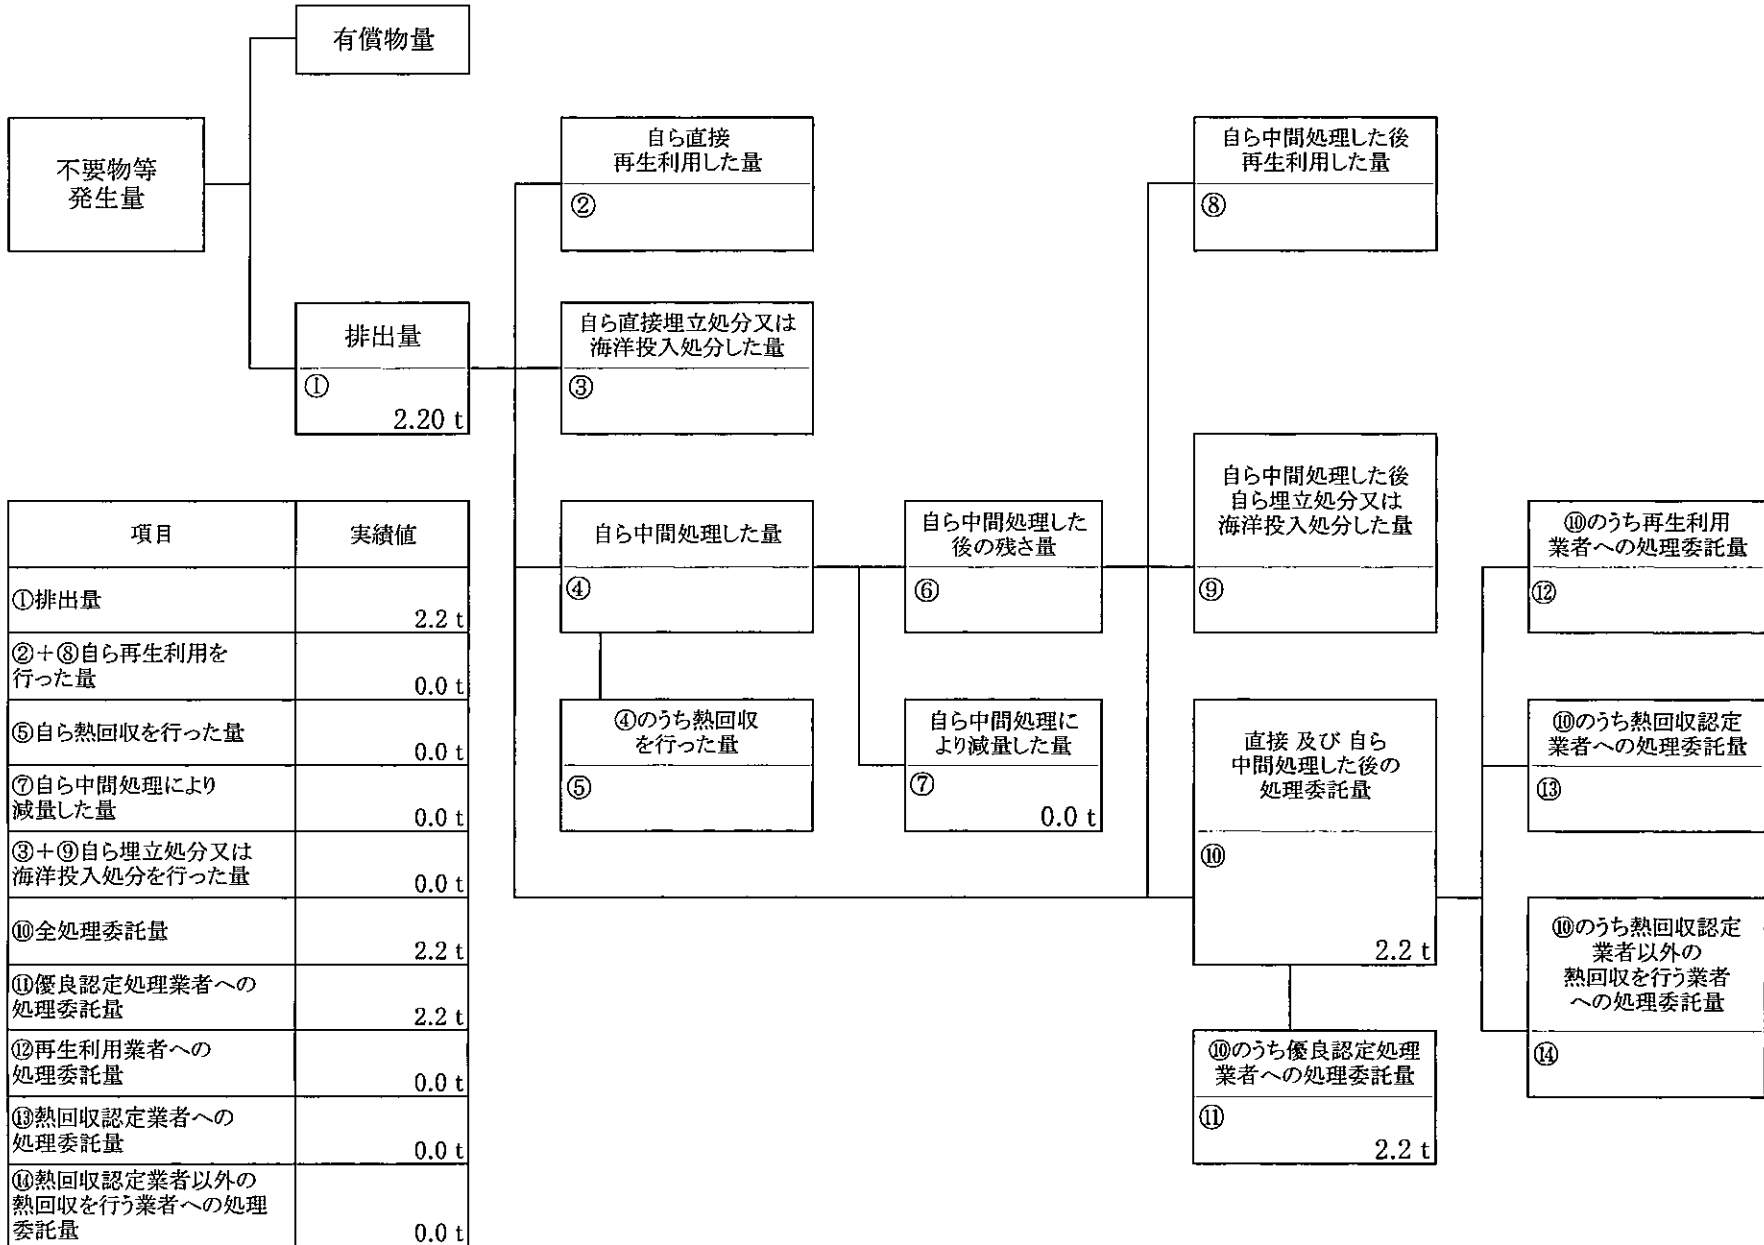 有償物量
不要物等
発生量
自ら直接
再生利用した量
②
自ら中間処理した後
再生利用した量
⑧
排出量
①
2.20 t
自ら直接埋立処分又は
海洋投入処分した量
③
自ら中間処理した量
④
自ら中間処理した
後の残さ量
⑥
自ら中間処理した後
自ら埋立処分又は
海洋投入処分した量
⑨
⑩のうち再生利用
業者への処理委託量
⑫
④のうち熱回収
を行った量
⑤
自ら中間処理に
より減量した量
⑦
0.0 t
直接 及び 自ら
中間処理した後の
処理委託量
⑩
2.2 t
⑩のうち熱回収認定
業者への処理委託量
⑬
⑩のうち熱回収認定
業者以外の
熱回収を行う業者
への処理委託量
⑭
⑩のうち優良認定処理
業者への処理委託量
⑪
2.2 t
項目 実績値
①排出量
2.2 t
②+⑧自ら再生利用を
行った量
0.0 t
⑤自ら熱回収を行った量
0.0 t
⑦自ら中間処理により
減量した量
0.0 t
③+⑨自ら埋立処分又は
海洋投入処分を行った量
0.0 t
⑩全処理委託量
2.2 t
⑪優良認定処理業者への
処理委託量
2.2 t
⑫再生利用業者への
処理委託量
0.0 t
⑬熱回収認定業者への
処理委託量
0.0 t
⑭熱回収認定業者以外の
熱回収を行う業者への処理
委託量
0.0 t